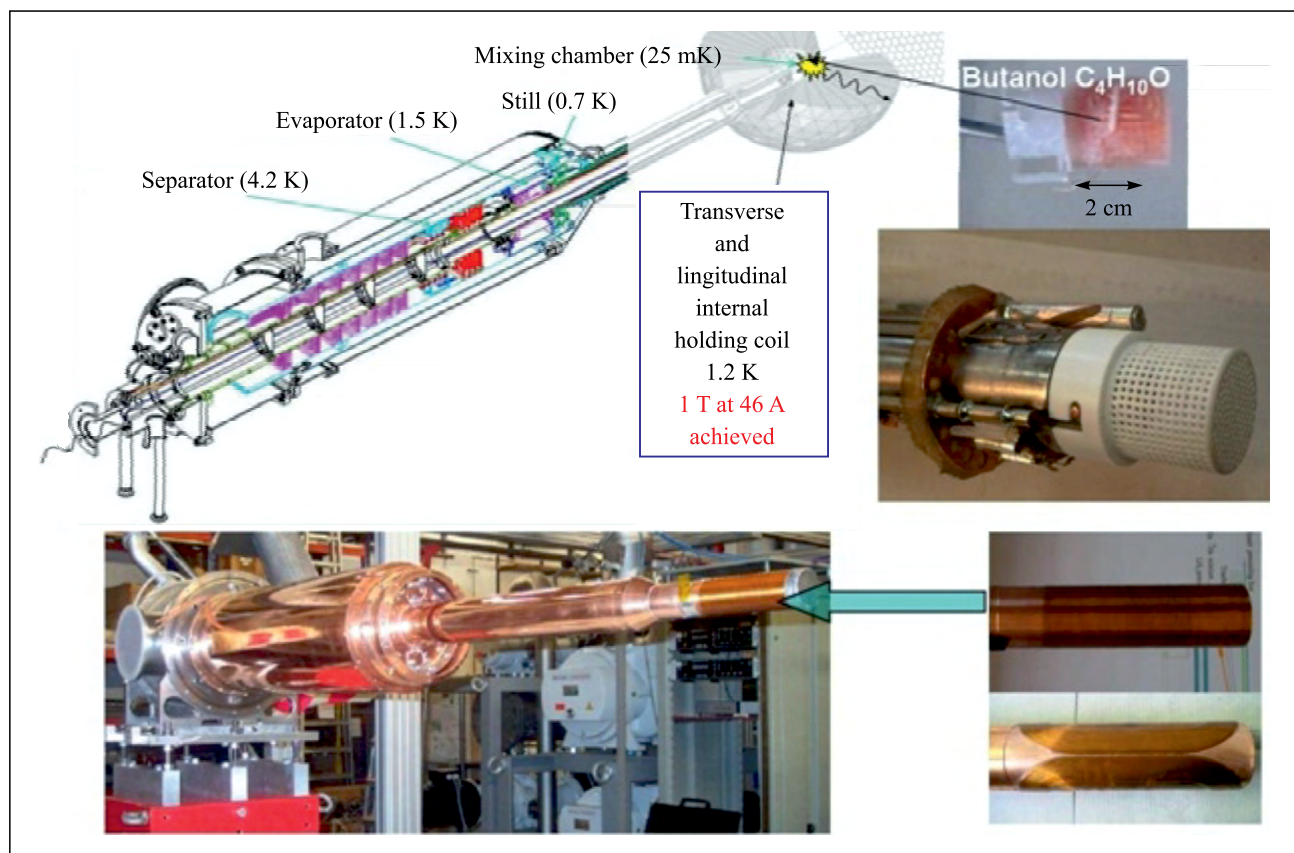 Mixing chamber (25 mK)
Still (0.7 K)
Evaporator (1.5 K)
Separator (4.2 K)
Butanol C₄H₁₀O
2 cm
Transverse
and
lingitudinal
internal
holding coil
1.2 K
1 T at 46 A
achieved